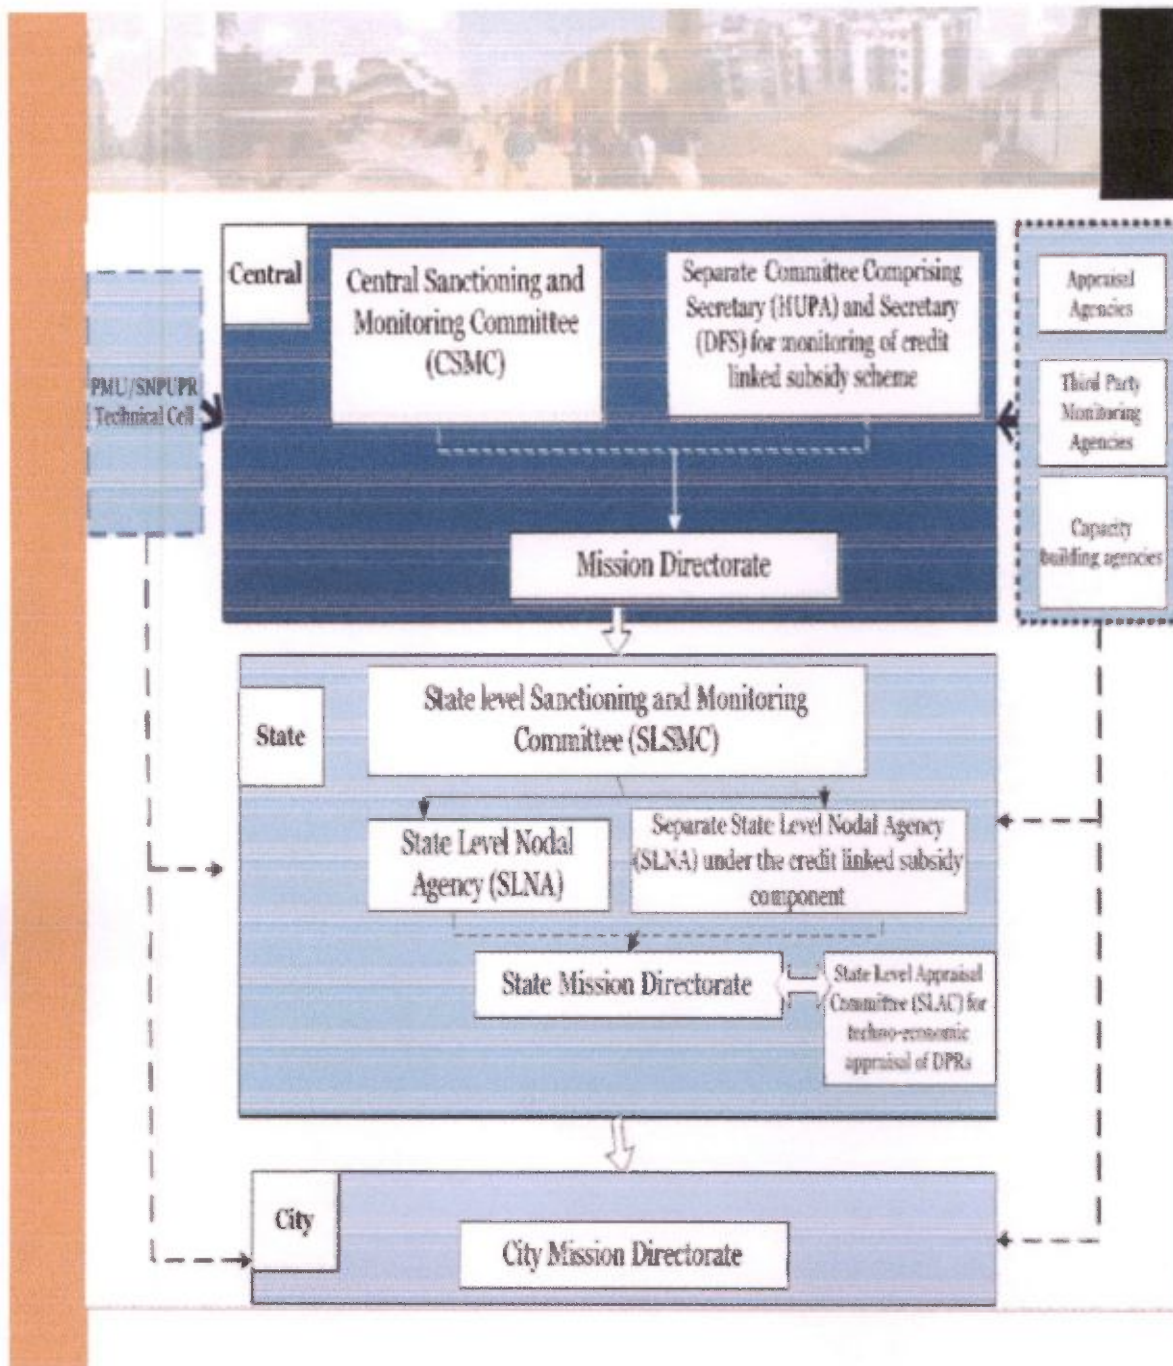 Central
Central Sanctioning and
Monitoring Committee
(CSMC)
Separate Committee Comprising
Secretary (HUPA) and Secretary
(DFS) for monitoring of credit
linked subsidy scheme
Mission Directorate
PMU/SNPUPR
Technical Cell
Appraisal
Agencies
Third Party
Monitoring
Agencies
Capacity
building agencies
State
State level Sanctioning and Monitoring
Committee (SLSMC)
State Level Nodal
Agency (SLNA)
Separate State Level Nodal Agency
(SLNA) under the credit linked subsidy
component
State Mission Directorate
State Level Appraisal
Committee (SLAC) for
techno-economic
appraisal of DPRs
City
City Mission Directorate